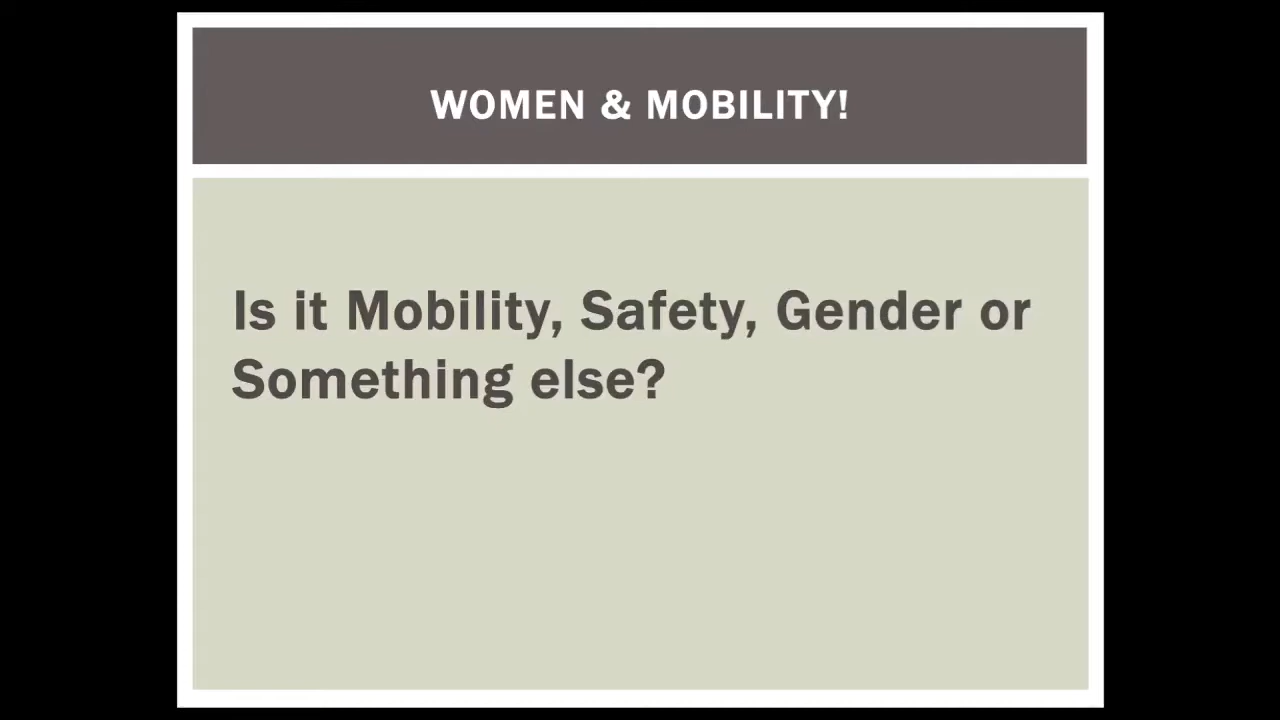 WOMEN & MOBILITY!
Is it Mobility, Safety, Gender or
Something else?